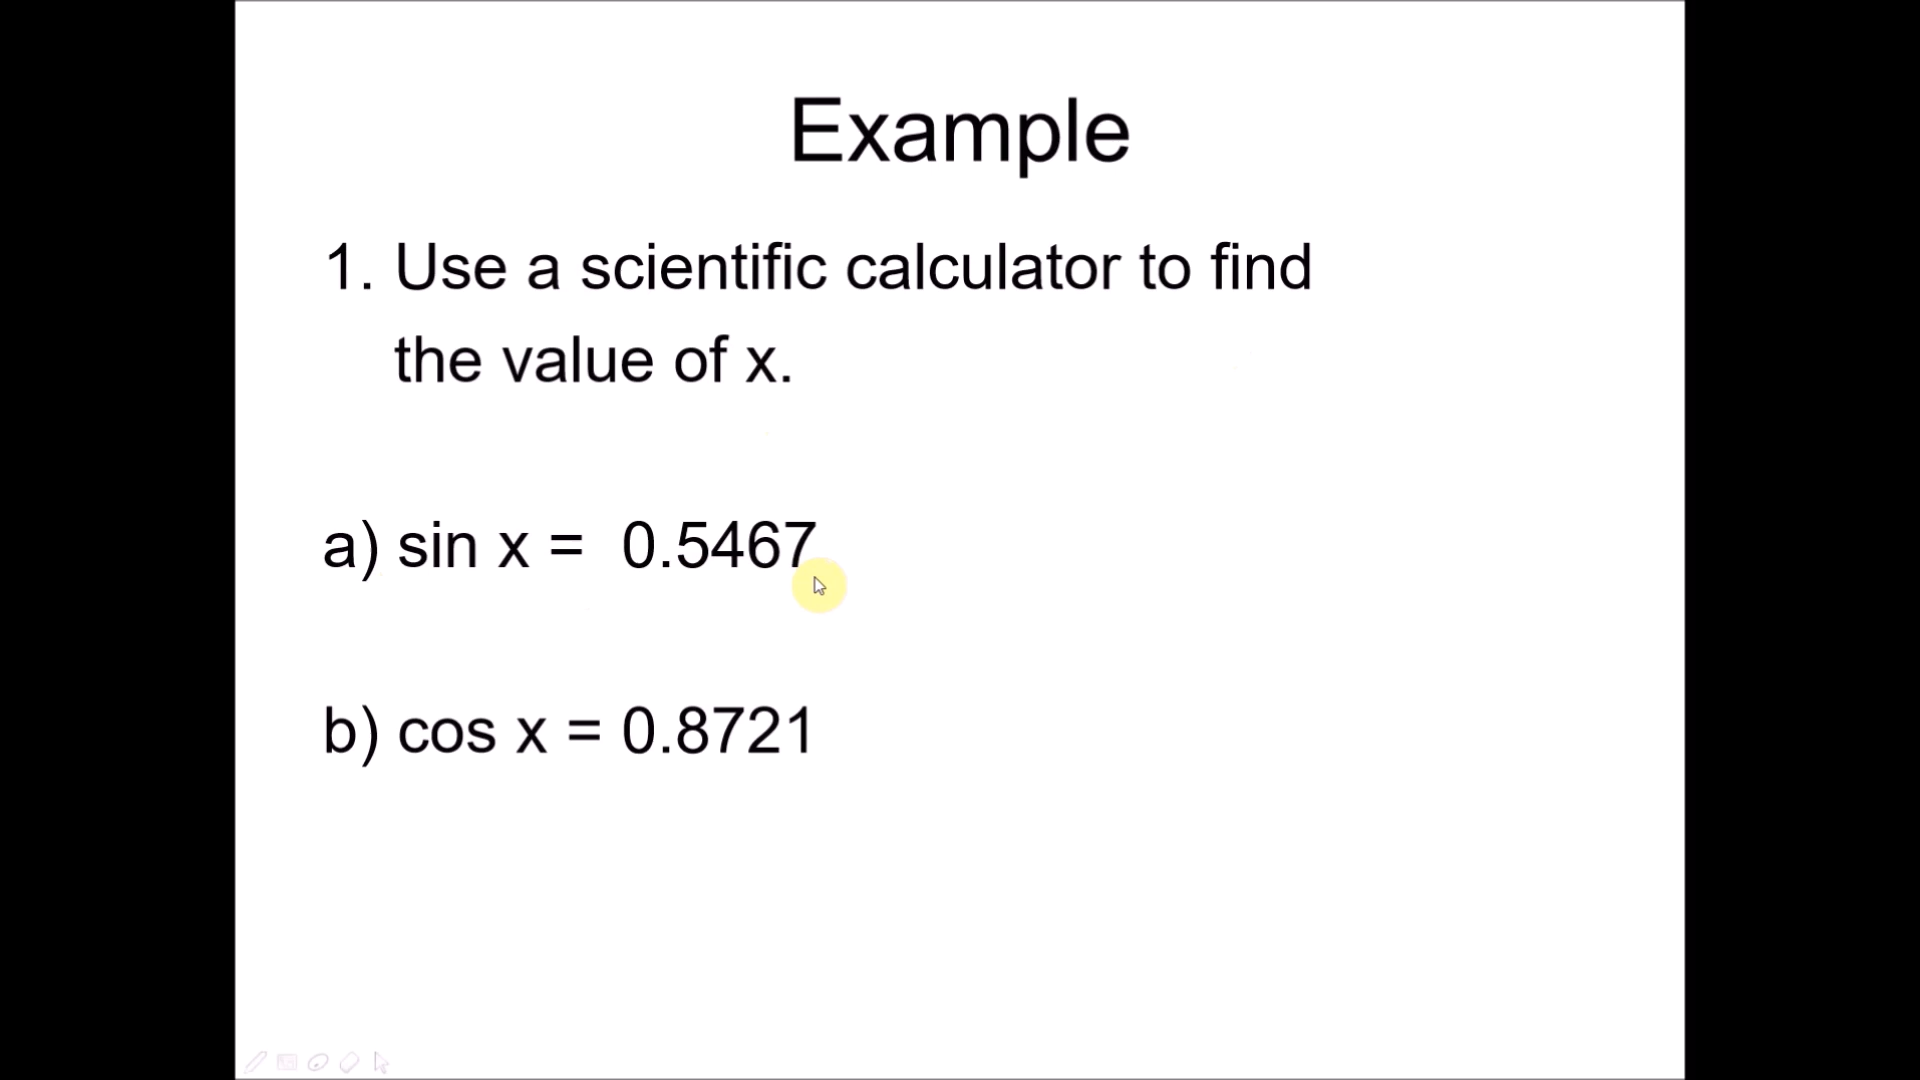 Example
1. Use a scientific calculator to find
the value of x.
a) sin x = 0.5467
b) cos x = 0.8721